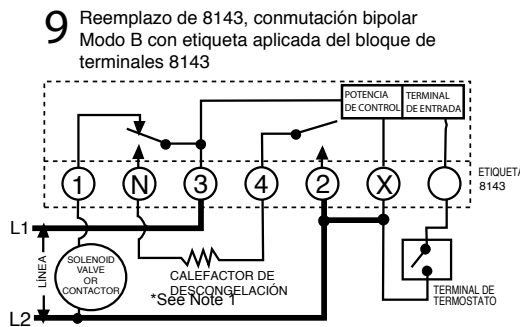 9 Reemplazo de 8143, conmutación bipolar
Modo B con etiqueta aplicada del bloque de
terminales 8143
POTENCIA
DE CONTROL
TERMINAL
DE ENTRADA
1 N 3 4 2 X
ETIQUETA
8143
L1
LÍNEA
SOLENOID
VALVE
OR
CONTACTOR
CALEFACTOR DE
DESCONGELACIÓN
*See Note 1
TERMINAL DE
TERMOSTATO
L2